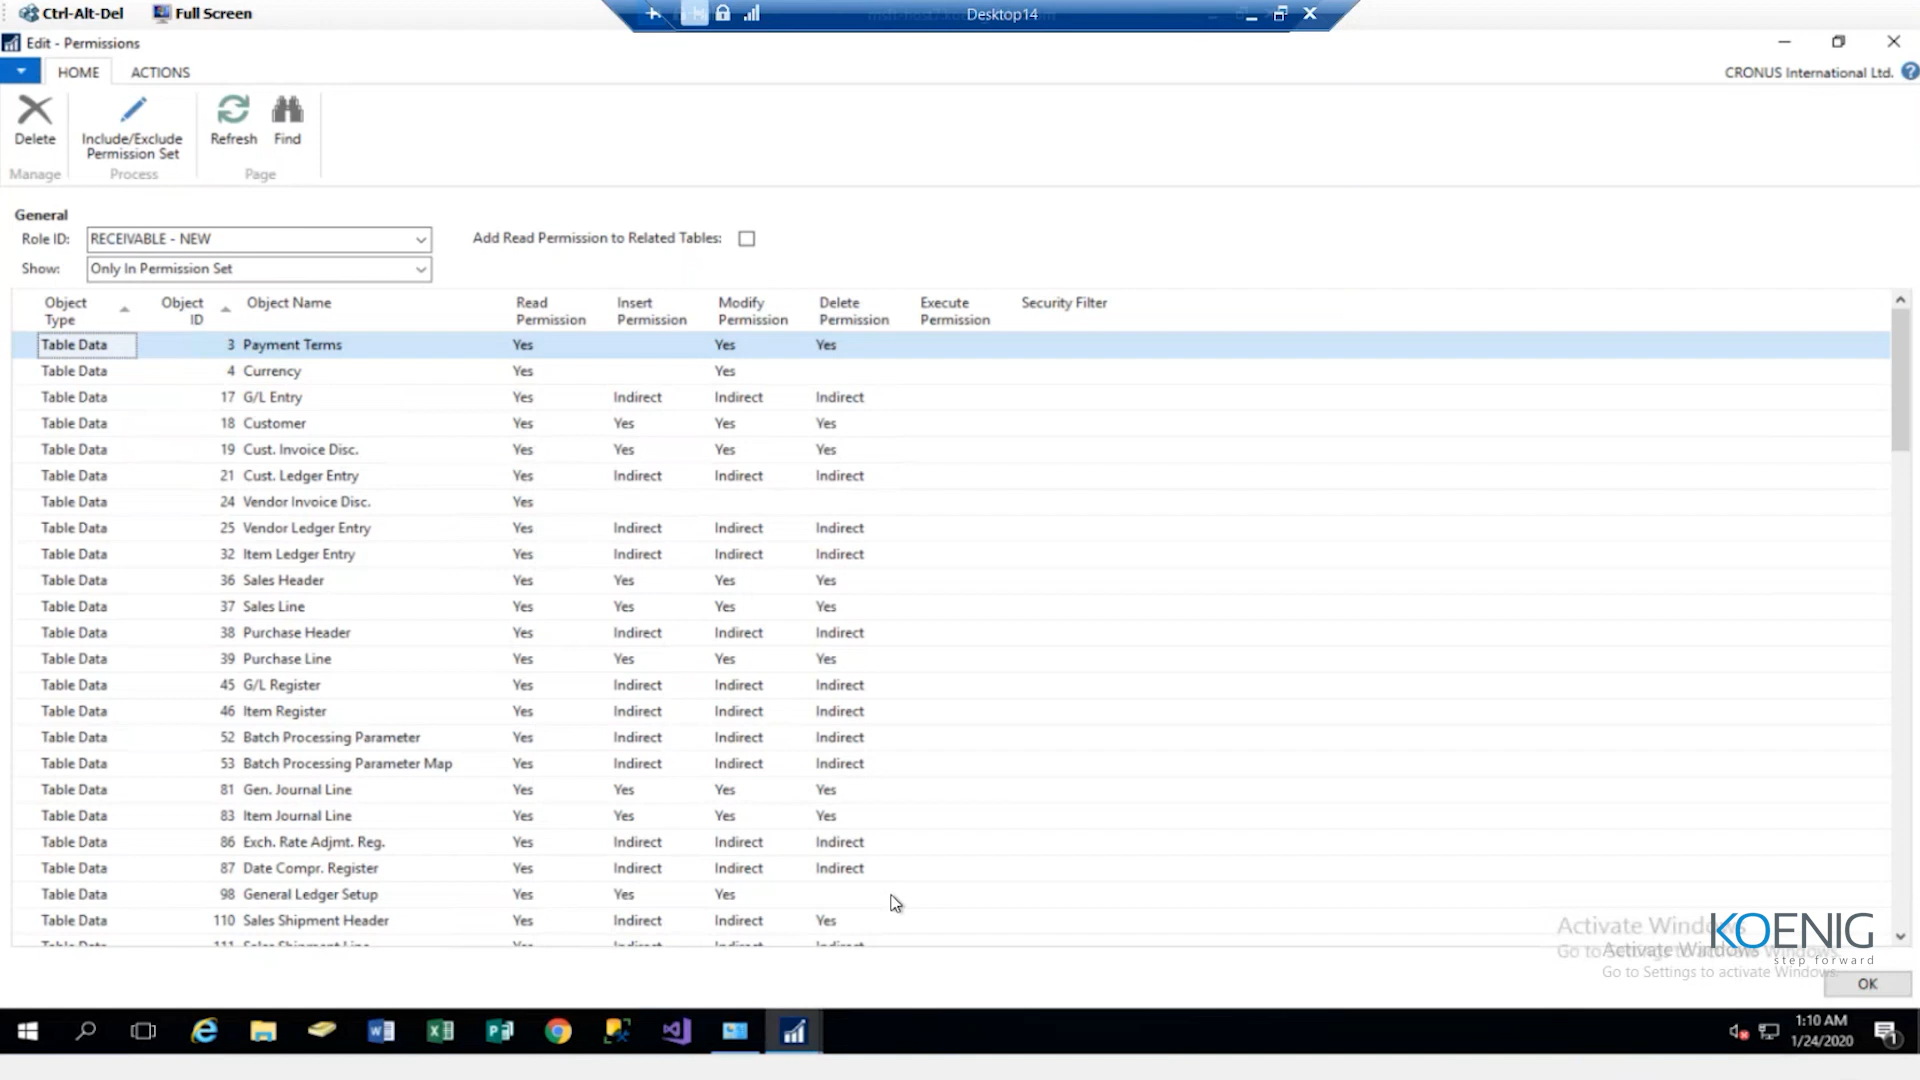 Ctrl-Alt-Del Full Screen Desktop14
Edit - Permissions
HOME ACTIONS CRONUS International Ltd.
Delete Include/Exclude Permission Set Refresh Find
Manage Process Page
General
Role ID: RECEIVABLE - NEW Add Read Permission to Related Tables:
Show: Only In Permission Set
Object Type Object ID Object Name Read Permission Insert Permission Modify Permission Delete Permission Execute Permission Security Filter
Table Data 3 Payment Terms Yes Yes Yes
Table Data 4 Currency Yes Yes
Table Data 17 G/L Entry Yes Indirect Indirect Indirect
Table Data 18 Customer Yes Yes Yes Yes
Table Data 19 Cust. Invoice Disc. Yes Yes Yes Yes
Table Data 21 Cust. Ledger Entry Yes Indirect Indirect Indirect
Table Data 24 Vendor Invoice Disc. Yes
Table Data 25 Vendor Ledger Entry Yes Indirect Indirect Indirect
Table Data 32 Item Ledger Entry Yes Indirect Indirect Indirect
Table Data 36 Sales Header Yes Yes Yes Yes
Table Data 37 Sales Line Yes Yes Yes Yes
Table Data 38 Purchase Header Yes Indirect Indirect Indirect
Table Data 39 Purchase Line Yes Yes Yes Yes
Table Data 45 G/L Register Yes Indirect Indirect Indirect
Table Data 46 Item Register Yes Indirect Indirect Indirect
Table Data 52 Batch Processing Parameter Yes Indirect Indirect Indirect
Table Data 53 Batch Processing Parameter Map Yes Indirect Indirect Indirect
Table Data 81 Gen. Journal Line Yes Yes Yes Yes
Table Data 83 Item Journal Line Yes Yes Yes Yes
Table Data 86 Exch. Rate Adjmt. Reg. Yes Indirect Indirect Indirect
Table Data 87 Date Compr. Register Yes Indirect Indirect Indirect
Table Data 98 General Ledger Setup Yes Yes Yes
Table Data 110 Sales Shipment Header Yes Indirect Indirect Yes
Activate Windows
KOENIG
step forward
Activate Windows
Go to Settings to activate Windows.
OK
1:10 AM
1/24/2020
1